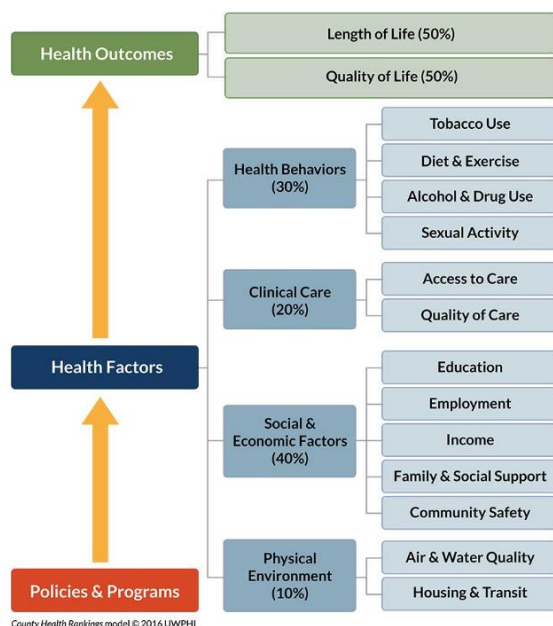 Health Outcomes
Length of Life (50%)
Quality of Life (50%)
Health Factors
Health Behaviors
(30%)
Tobacco Use
Diet & Exercise
Alcohol & Drug Use
Sexual Activity
Clinical Care
(20%)
Access to Care
Quality of Care
Social &
Economic Factors
(40%)
Education
Employment
Income
Family & Social Support
Community Safety
Physical
Environment
(10%)
Air & Water Quality
Housing & Transit
Policies & Programs
County Health Rankings model © 2016 UWPHI